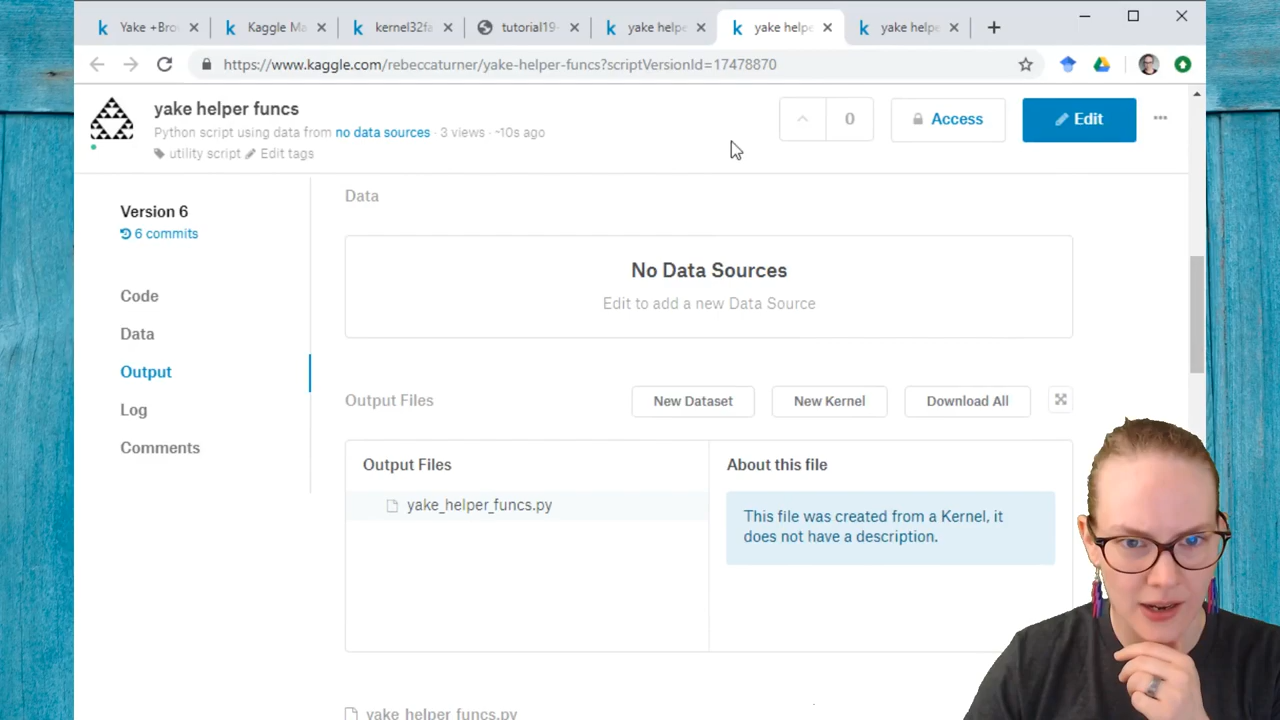 Yake +Bro
Kaggle Ma
kernel32fa
tutorial19-
yake helpe
yake helpe
yake helpe
https://www.kaggle.com/rebeccaturner/yake-helper-funcs?scriptVersionId=17478870
yake helper funcs
Python script using data from no data sources · 3 views · ~10s ago
utility script Edit tags
0
Access
Edit
Version 6
6 commits
Code
Data
Output
Log
Comments
Data
No Data Sources
Edit to add a new Data Source
Output Files
New Dataset
New Kernel
Download All
Output Files
yake_helper_funcs.py
About this file
This file was created from a Kernel, it
does not have a description.
yake_helper_funcs.py